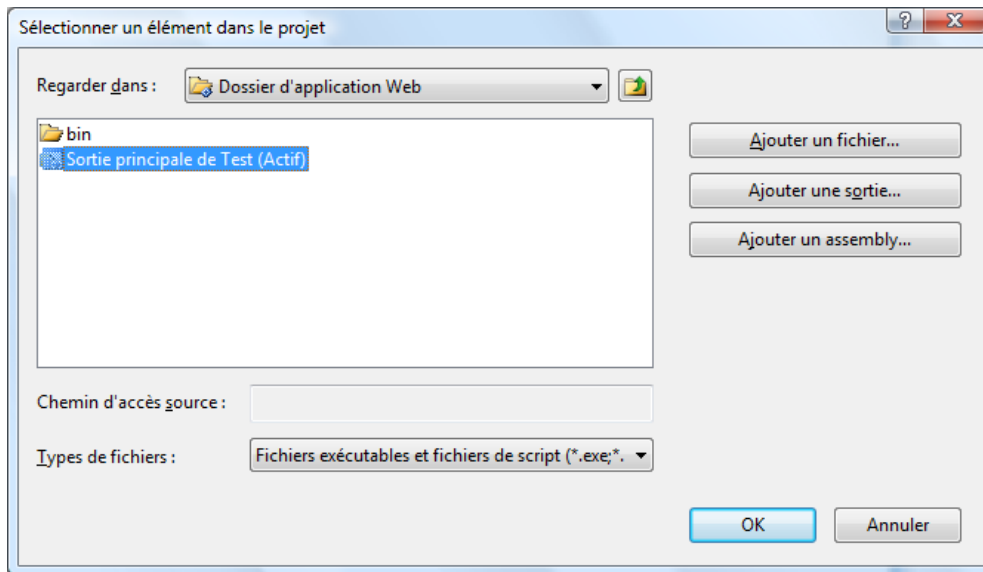 Sélectionner un élément dans le projet
?
Regarder dans :
Dossier d'application Web
bin
Sortie principale de Test (Actif)
Ajouter un fichier...
Ajouter une sortie...
Ajouter un assembly...
Chemin d'accès source :
Types de fichiers :
Fichiers exécutables et fichiers de script (*.exe;*.
OK
Annuler